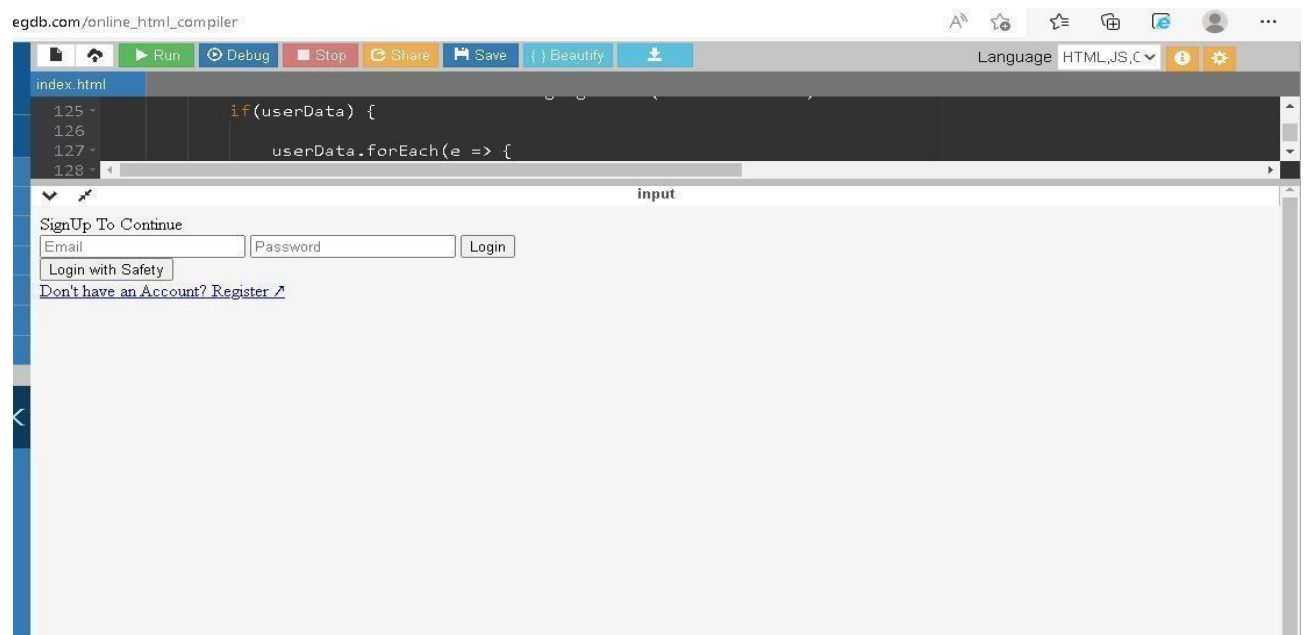 egdb.com/online_html_compiler
Run Debug Stop Share Save { } Beautify Language HTML,JS,C
index.html
125 if(userData) {
126
127 userData.forEach(e => {
128
input
SignUp To Continue
Email Password Login
Login with Safety
Don't have an Account? Register ↗